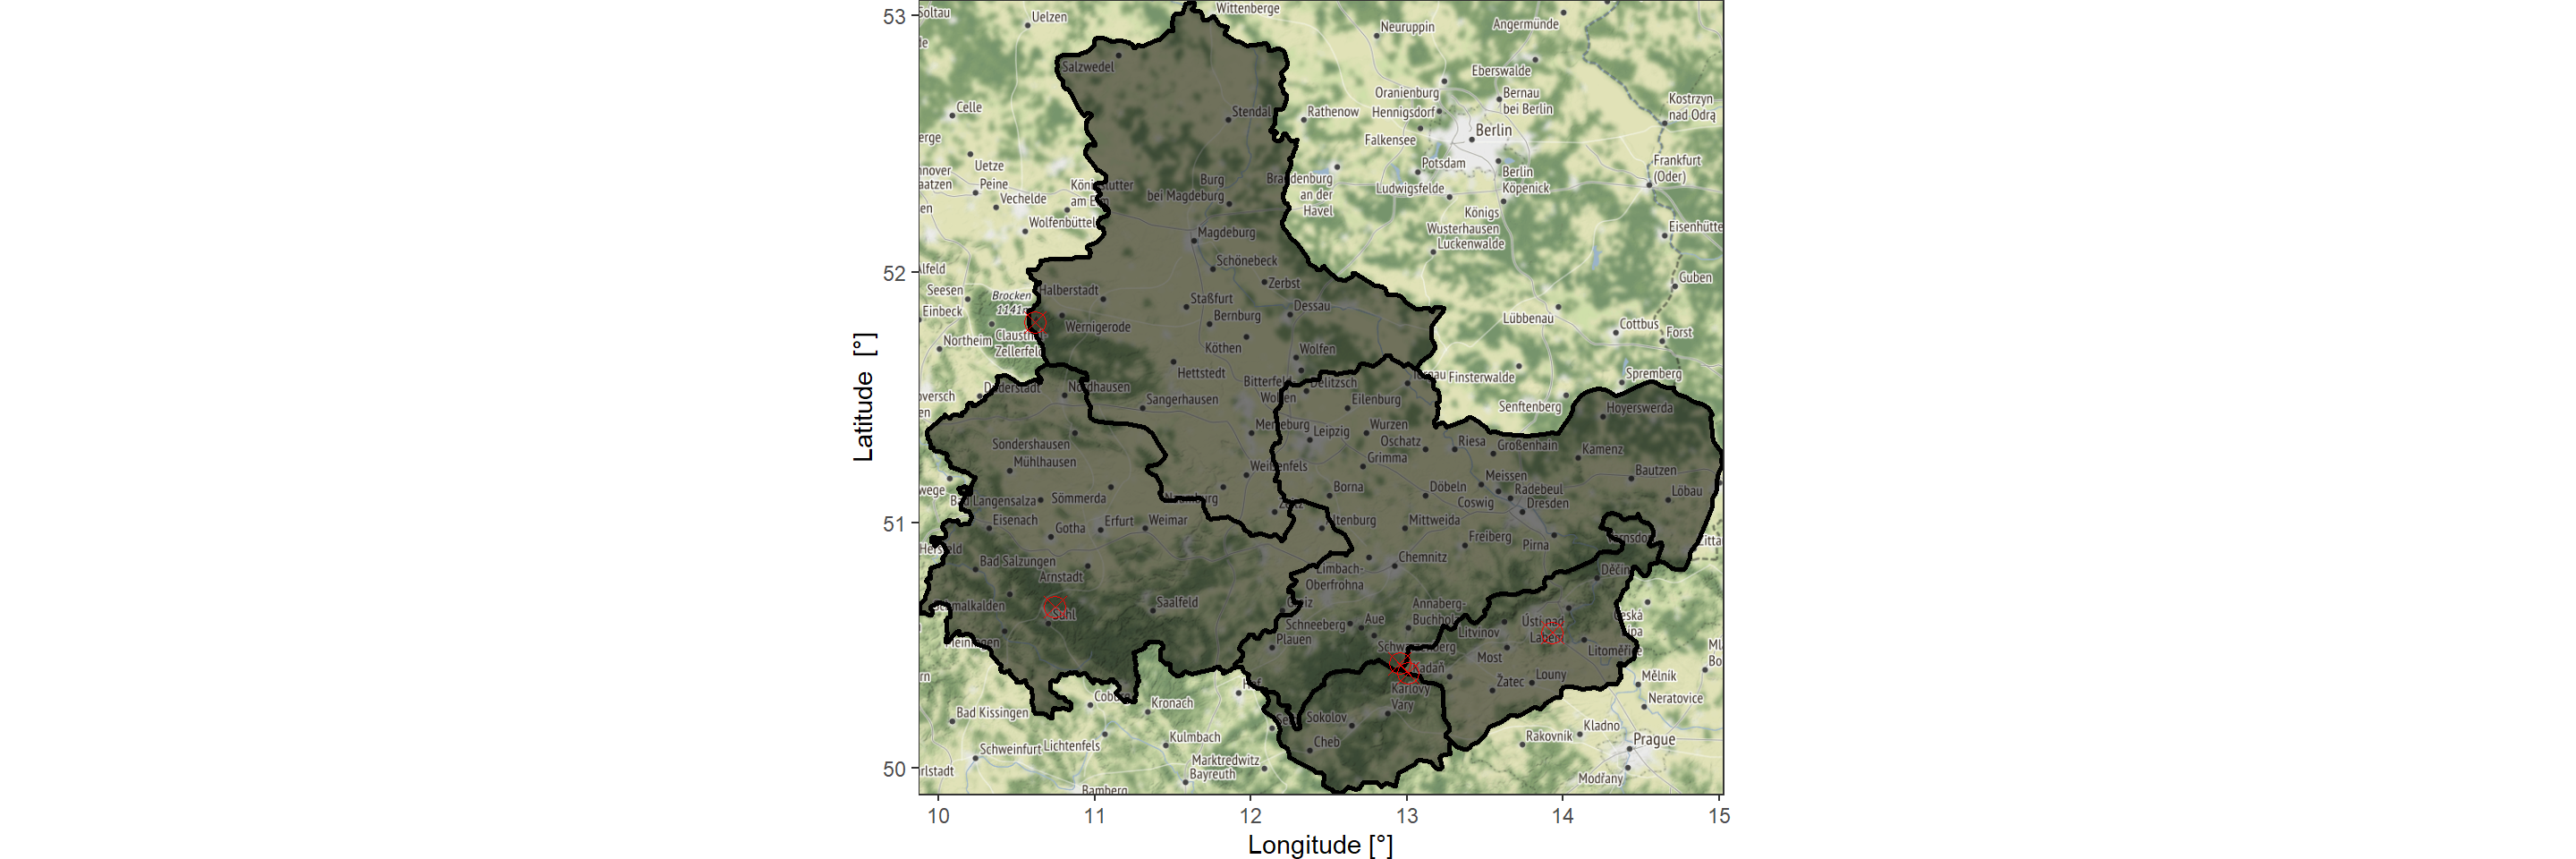 53
Soltau
Uelzen
Wittenberge
Neuruppin
Angermünde
Salzwedel
Eberswalde
Celle
Stendal
Rathenow
Oranienburg
Hennigsdorf
Bernau
bei Berlin
Kostrzyn
nad Odrą
Falkensee
Berlin
Uetze
Peine
Vechelde
Burg
bei Magdeburg
an der
Havel
Potsdam
Ludwigsfelde
Berlin
Köpenick
Frankfurt
(Oder)
Wolfenbüttel
Magdeburg
Königs
Wusterhausen
Luckenwalde
Eisenhütte
52
Schönebeck
Seesen
Brocken
Halberstadt
Zerbst
Guben
Einbeck
Staßfurt
Dessau
Northeim
Wernigerode
Bernburg
Lübbenau
Cottbus
Forst
Zellerfeld
Köthen
Wolfen
Hettstedt
Finsterwalde
Spremberg
Nordhausen
Sangerhausen
Delitzsch
Eilenburg
Senftenberg
Hoyerswerda
Sondershausen
Mühlhausen
Merseburg
Leipzig
Wurzen
Oschatz
Riesa
Großenhain
Kamenz
Grimma
Weißenfels
Meissen
Bautzen
Bad Langensalza
Sömmerda
Naumburg
Borna
Döbeln
Radebeul
Coswig
Dresden
Löbau
51
Eisenach
Gotha
Erfurt
Weimar
Altenburg
Mittweida
Freiberg
Pirna
Bad Salzungen
Arnstadt
Chemnitz
Limbach-
Oberfrohna
Děčín
Suhl
Saalfeld
Annaberg-
Buchholz
Schneeberg
Aue
Plauen
Litvínov
Ústí nad
Labem
Schwarzenberg
Most
Litoměřice
Kadaň
Karlovy
Vary
Žatec
Louny
Mělník
Neratovice
Bad Kissingen
Coburg
Kronach
Hof
Sokolov
Kladno
Schweinfurt
Lichtenfels
Kulmbach
Cheb
Rakovník
Prague
Marktredwitz
Bayreuth
Modřany
50
Bamberg
10 11 12 13 14 15
Longitude [°]
Latitude [°]